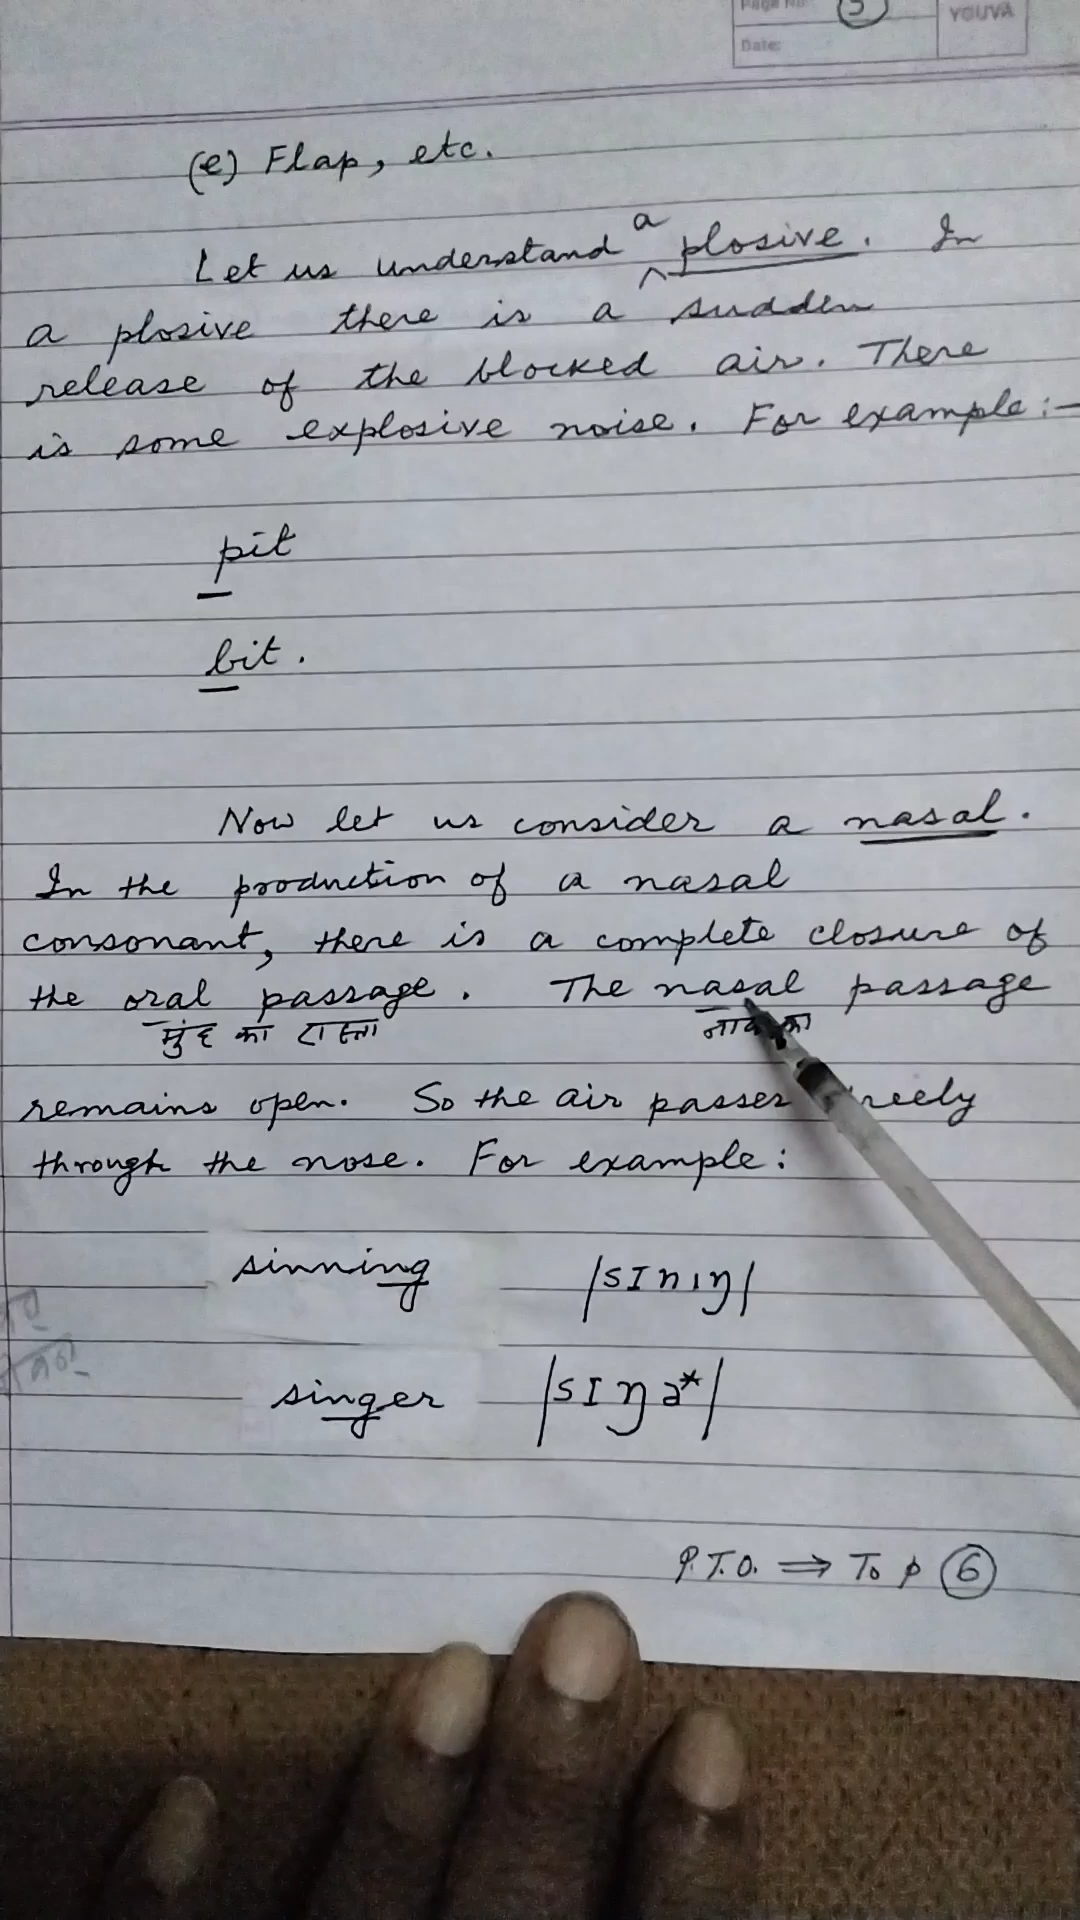 Page No. 5
YOUVA
Date:
(e) Flap, etc.
Let us understand ^a plosive. In
a plosive there is a sudden
release of the blocked air. There
is some explosive noise. For example:-
pit
bit.
Now let us consider a nasal.
In the production of a nasal
consonant, there is a complete closure of
the oral passage. The nasal passage
मुंह का रास्ता का
remains open. So the air passes
through the nose. For example:
sinning /sInıŋ/
singer /sIŋə*/
P.T.O. ⇒ To p 6